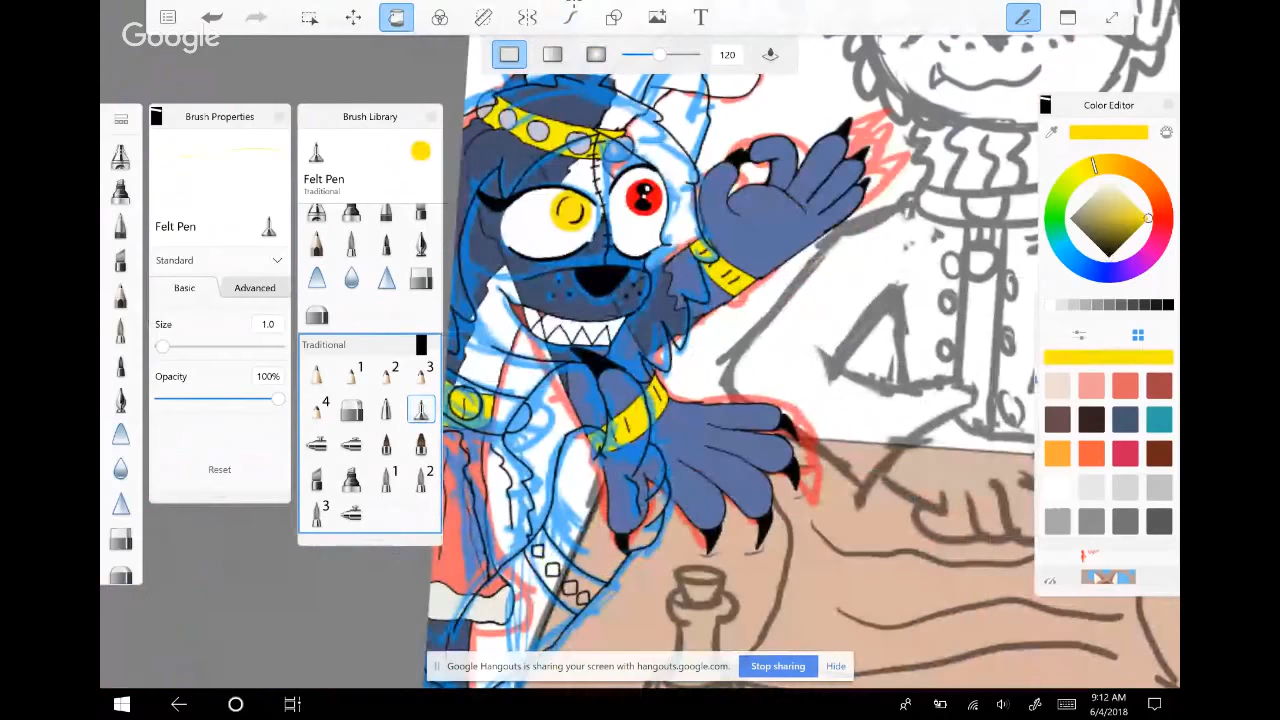 Google
T
120
Brush Properties
Brush Library
Color Editor
Felt Pen
Traditional
Felt Pen
Standard
Basic
Advanced
Size
1.0
Opacity
100%
Reset
Traditional
1
2
3
4
1
2
3
Google Hangouts is sharing your screen with hangouts.google.com.
Stop sharing
Hide
9:12 AM
6/4/2018